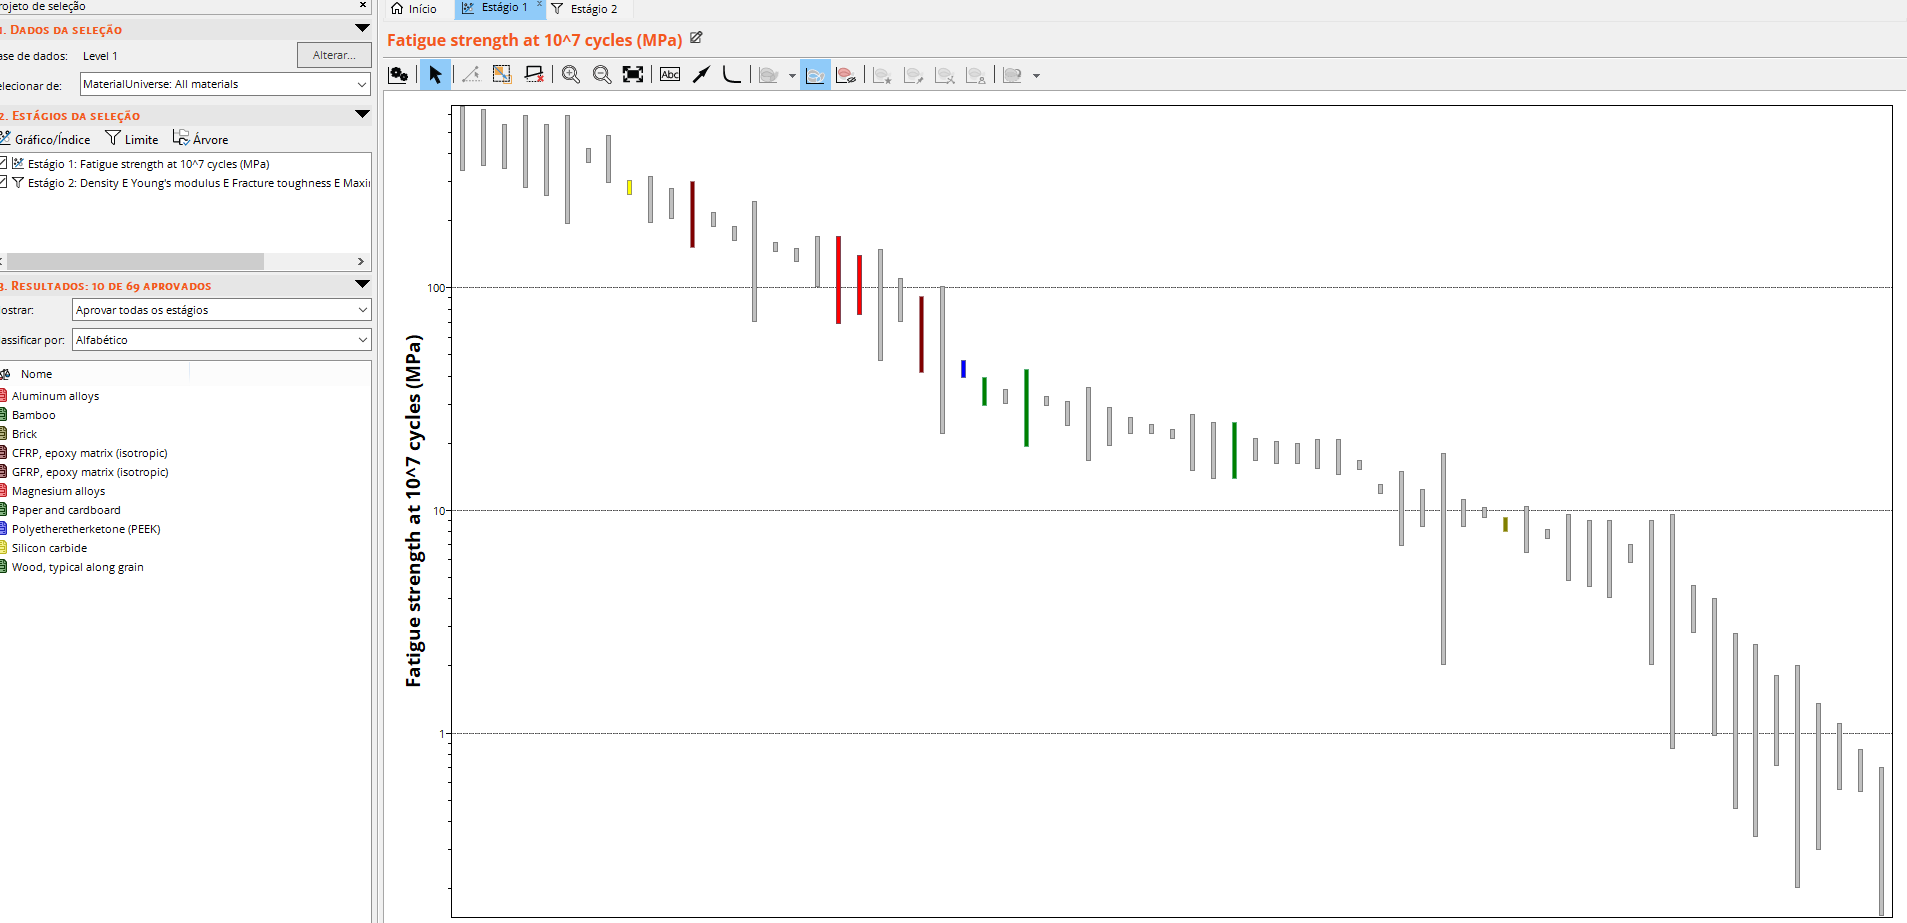 rojeto de seleção
Início
Estágio 1
Estágio 2
1. Dados da seleção
ase de dados: Level 1
Alterar...
elecionar de: MaterialUniverse: All materials
2. Estágios da seleção
Gráfico/Índice Limite Árvore
Estágio 1: Fatigue strength at 10^7 cycles (MPa)
Estágio 2: Density E Young's modulus E Fracture toughness E Maxi
3. Resultados: 10 de 69 aprovados
ostrar: Aprovar todas os estágios
assificar por: Alfabético
Nome
Aluminum alloys
Bamboo
Brick
CFRP, epoxy matrix (isotropic)
GFRP, epoxy matrix (isotropic)
Magnesium alloys
Paper and cardboard
Polyetheretherketone (PEEK)
Silicon carbide
Wood, typical along grain
Fatigue strength at 10^7 cycles (MPa)
Abc
Fatigue strength at 10^7 cycles (MPa)
100
10
1